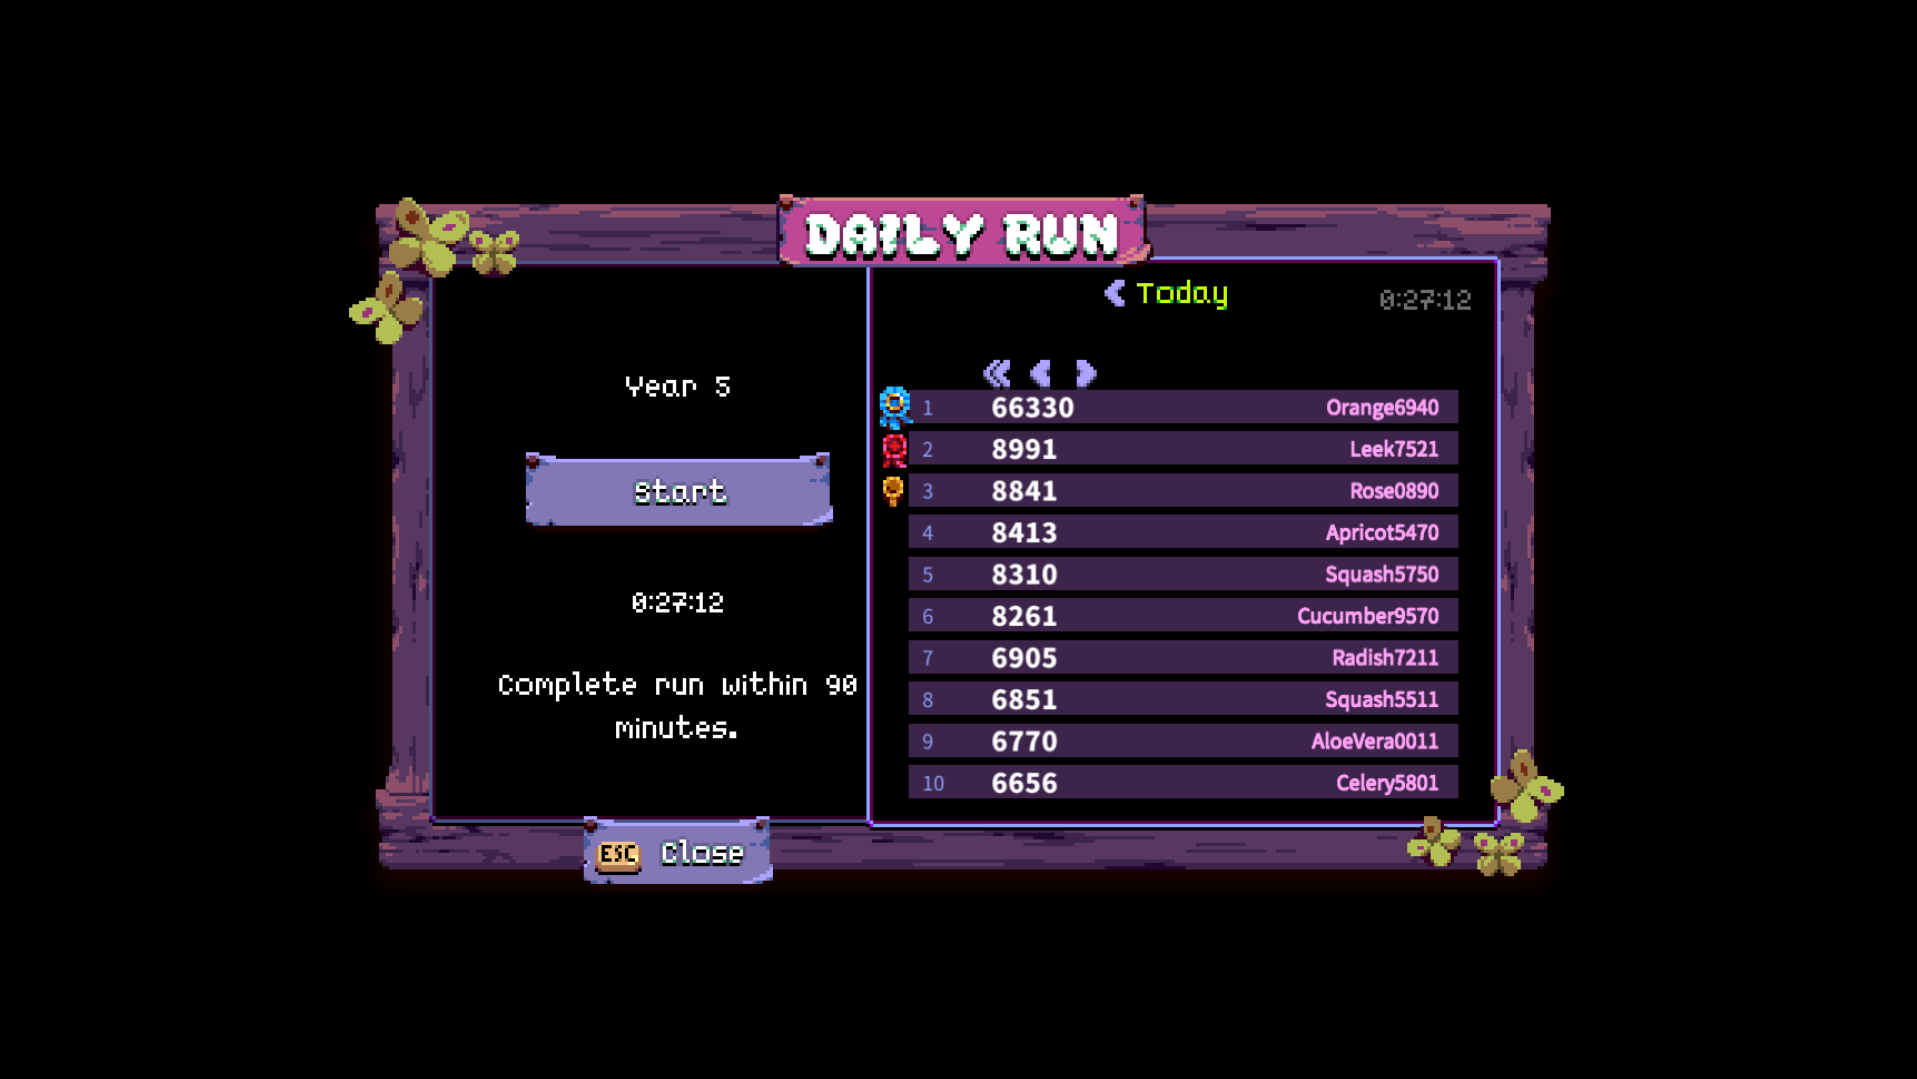 DAILY RUN
Today
0:27:12
Year 5
Start
0:27:12
Complete run within 90
minutes.
1 66330 Orange6940
2 8991 Leek7521
3 8841 Rose0890
4 8413 Apricot5470
5 8310 Squash5750
6 8261 Cucumber9570
7 6905 Radish7211
8 6851 Squash5511
9 6770 AloeVera0011
10 6656 Celery5801
ESC Close